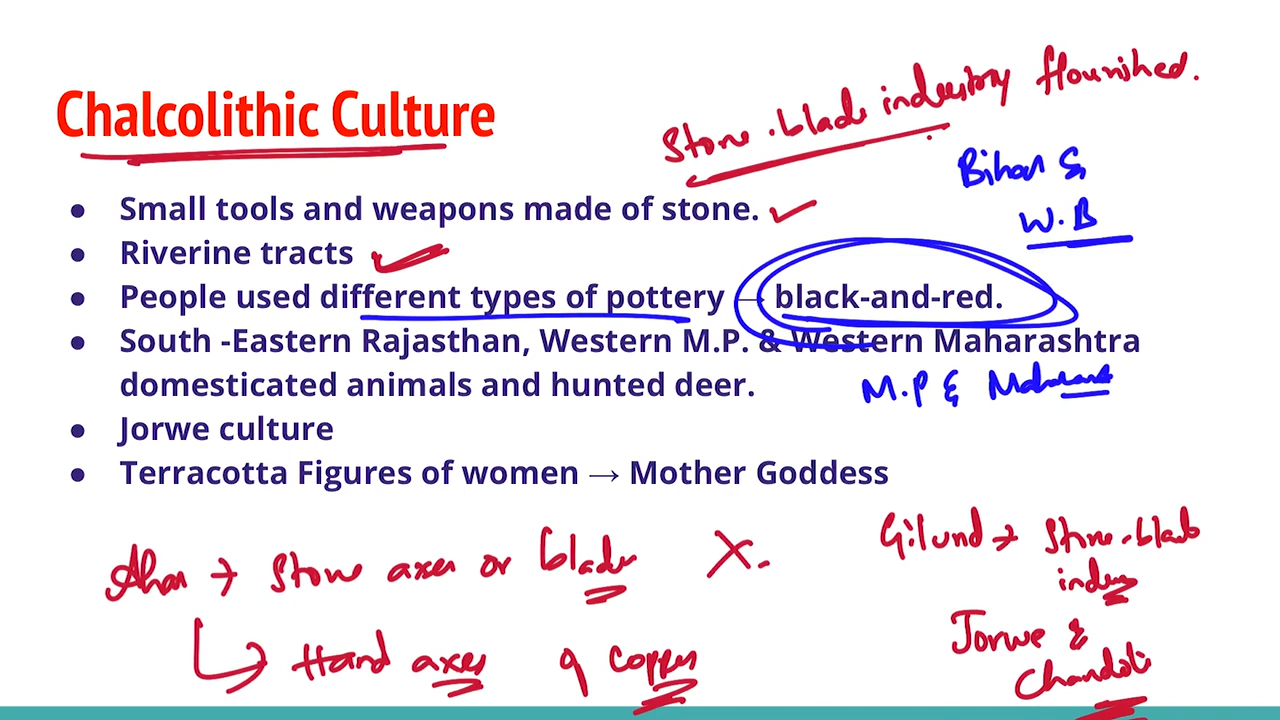 Stone-blade industry flourished.
Chalcolithic Culture
Bihar &
W.B
● Small tools and weapons made of stone.
● Riverine tracts
● People used different types of pottery → black-and-red.
● South -Eastern Rajasthan, Western M.P. & Western Maharashtra
domesticated animals and hunted deer.
M.P &
● Jorwe culture
● Terracotta Figures of women → Mother Goddess
Ahar → Stone axes or blades X.
Gilund → Stone-blade
Hand axes of copper
Jorwe &